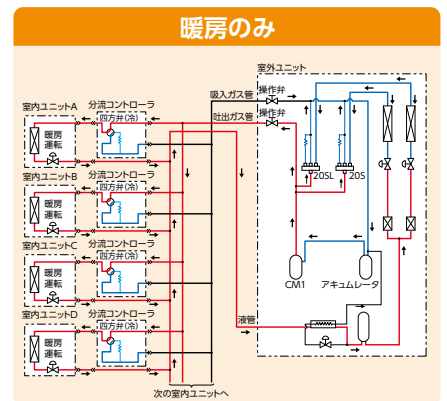 暖房のみ
室外ユニット
吸入ガス管
操作弁
吐出ガス管
操作弁
室内ユニットA
分流コントローラ
四方弁(冷)
暖房
運転
20SL
20S
室内ユニットB
分流コントローラ
四方弁(冷)
暖房
運転
室内ユニットC
分流コントローラ
四方弁(冷)
暖房
運転
CM1
アキュムレータ
室内ユニットD
分流コントローラ
四方弁(冷)
暖房
運転
液管
次の室内ユニットへ